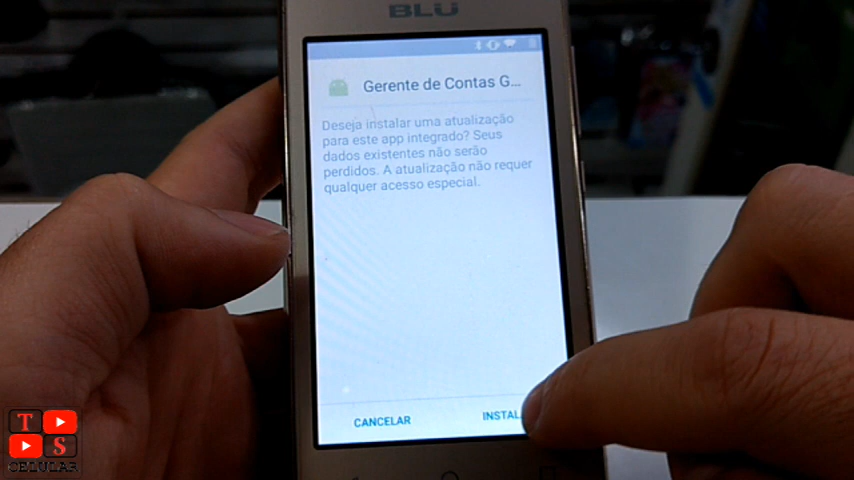 BLU
Gerente de Contas G...
Deseja instalar uma atualização
para este app integrado? Seus
dados existentes não serão
perdidos. A atualização não requer
qualquer acesso especial.
CANCELAR
INSTAL
T
S
CELULAR